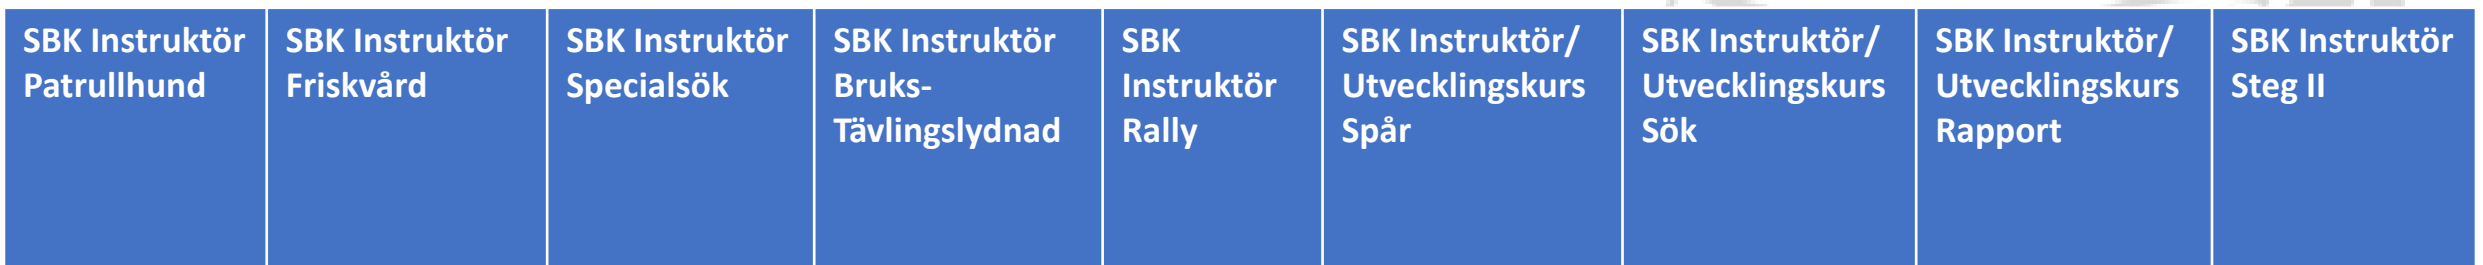 SBK Instruktör
Patrullhund
SBK Instruktör
Friskvård
SBK Instruktör
Specialsök
SBK Instruktör
Bruks-
Tävlingslydnad
SBK
Instruktör
Rally
SBK Instruktör/
Utvecklingskurs
Spår
SBK Instruktör/
Utvecklingskurs
Sök
SBK Instruktör/
Utvecklingskurs
Rapport
SBK Instruktör
Steg II